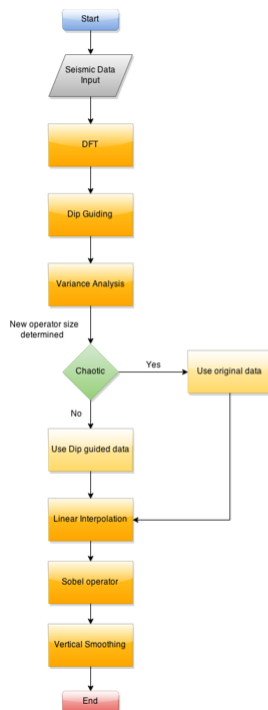 Start
Seismic Data
Input
DFT
Dip Guiding
Variance Analysis
New operator size
determined
Chaotic
Yes
Use original data
No
Use Dip guided data
Linear Interpolation
Sobel operator
Vertical Smoothing
End